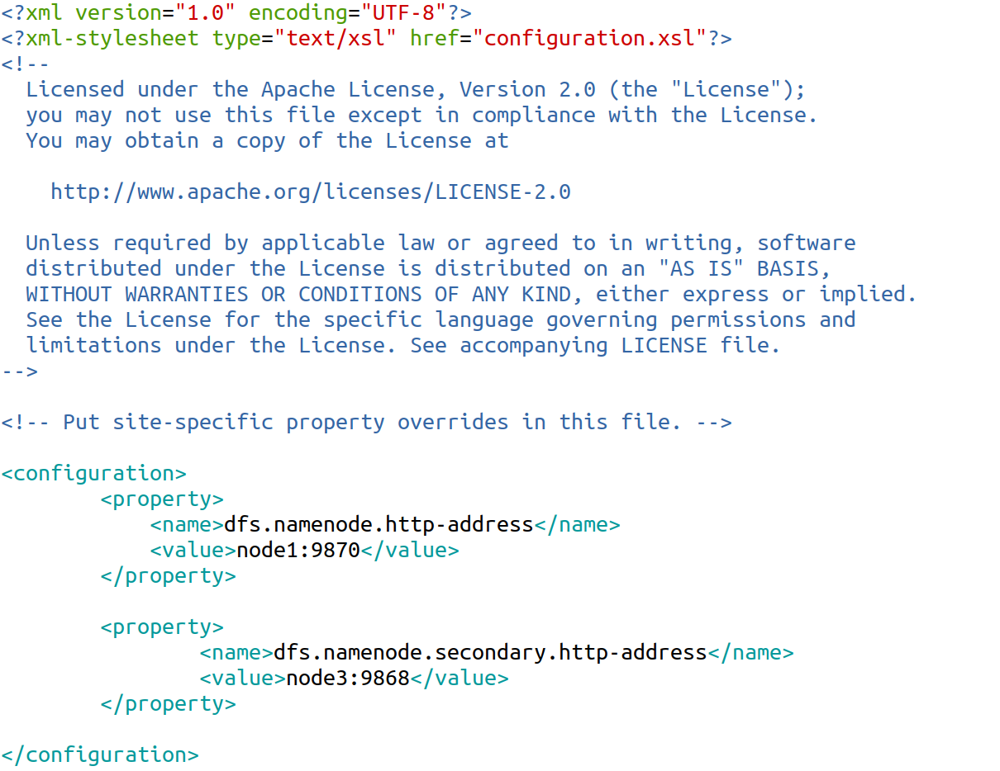 <?xml version="1.0" encoding="UTF-8"?>
<?xml-stylesheet type="text/xsl" href="configuration.xsl"?>
<!--
  Licensed under the Apache License, Version 2.0 (the "License");
  you may not use this file except in compliance with the License.
  You may obtain a copy of the License at

    http://www.apache.org/licenses/LICENSE-2.0

  Unless required by applicable law or agreed to in writing, software
  distributed under the License is distributed on an "AS IS" BASIS,
  WITHOUT WARRANTIES OR CONDITIONS OF ANY KIND, either express or implied.
  See the License for the specific language governing permissions and
  limitations under the License. See accompanying LICENSE file.
-->

<!-- Put site-specific property overrides in this file. -->

<configuration>
        <property>
            <name>dfs.namenode.http-address</name>
            <value>node1:9870</value>
        </property>

        <property>
                <name>dfs.namenode.secondary.http-address</name>
                <value>node3:9868</value>
        </property>

</configuration>